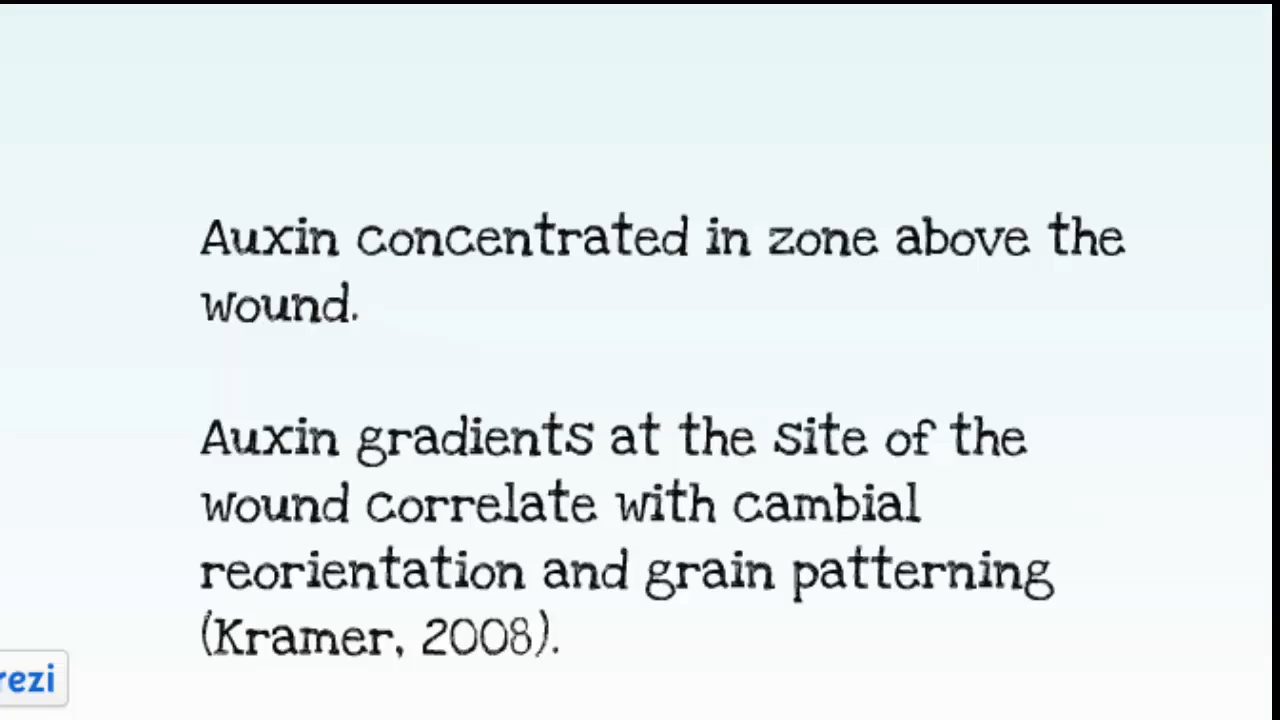 Auxin concentrated in zone above the
wound.
Auxin gradients at the site of the
wound correlate with cambial
reorientation and grain patterning
(Kramer, 2008).
rezi